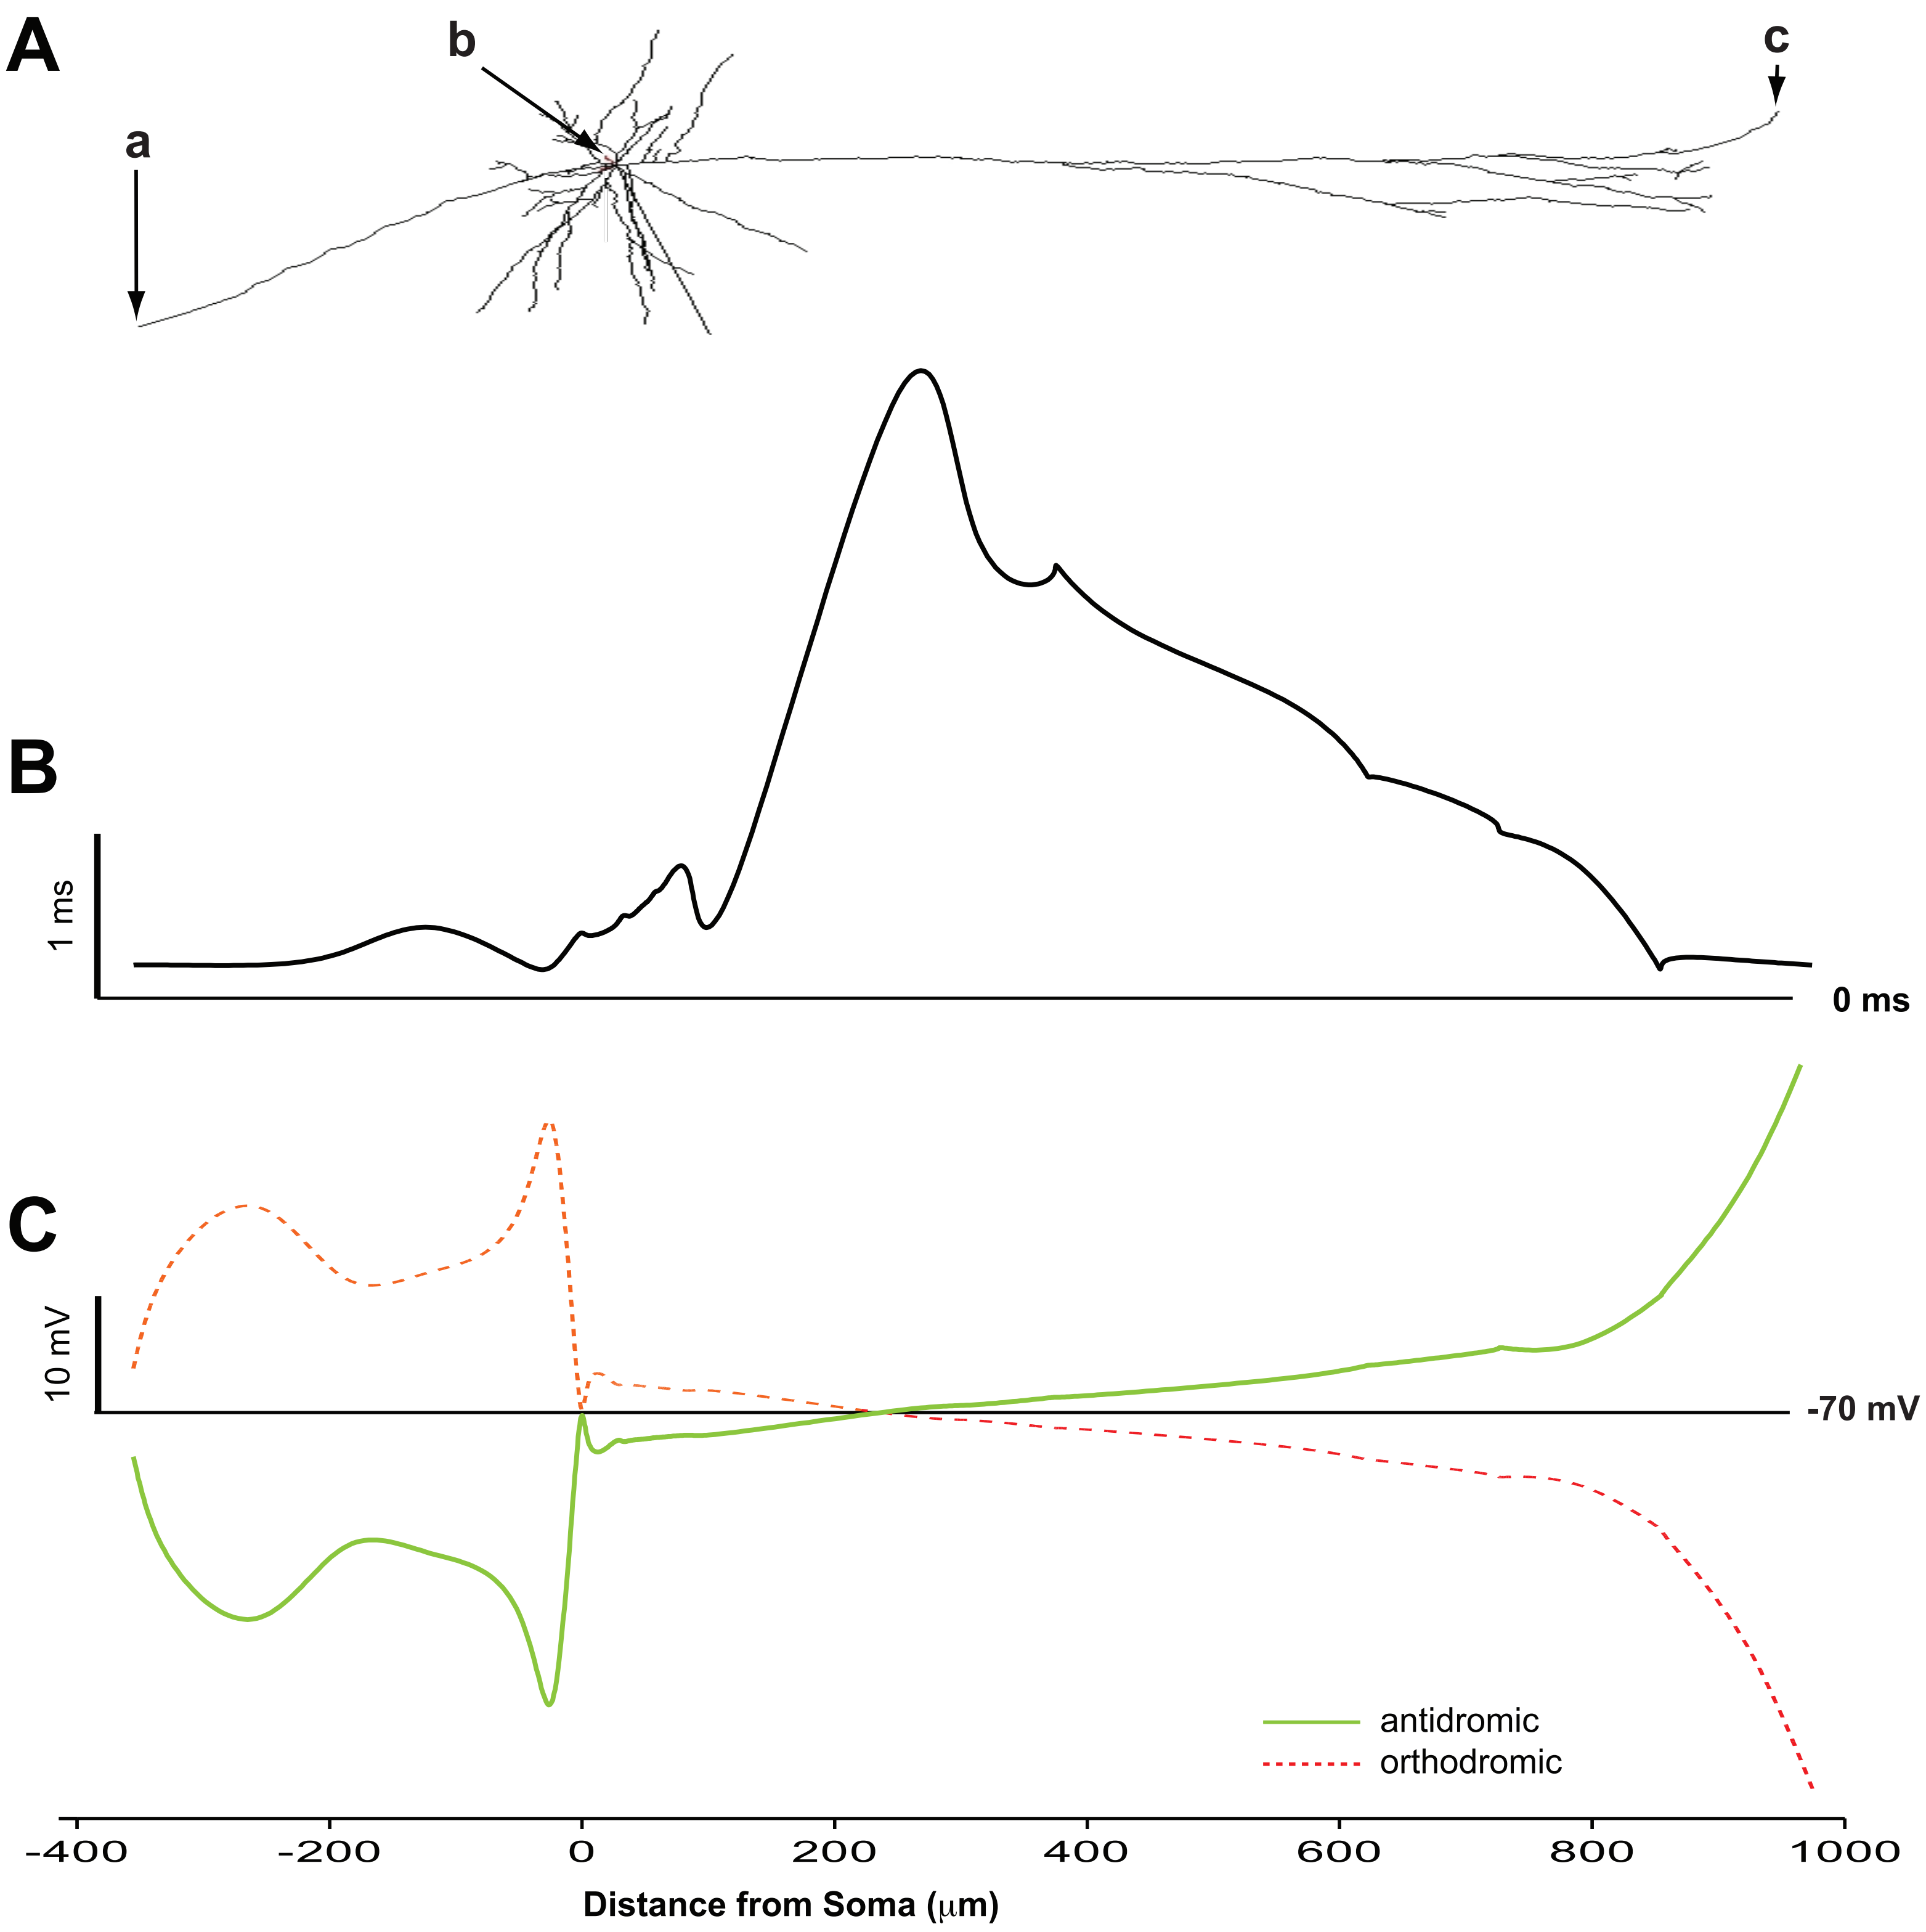 A
b
c
a
B
1 ms
0 ms
C
10 mV
-70 mV
antidromic
orthodromic
-400 -200 0 200 400 600 800 1000
Distance from Soma (μm)